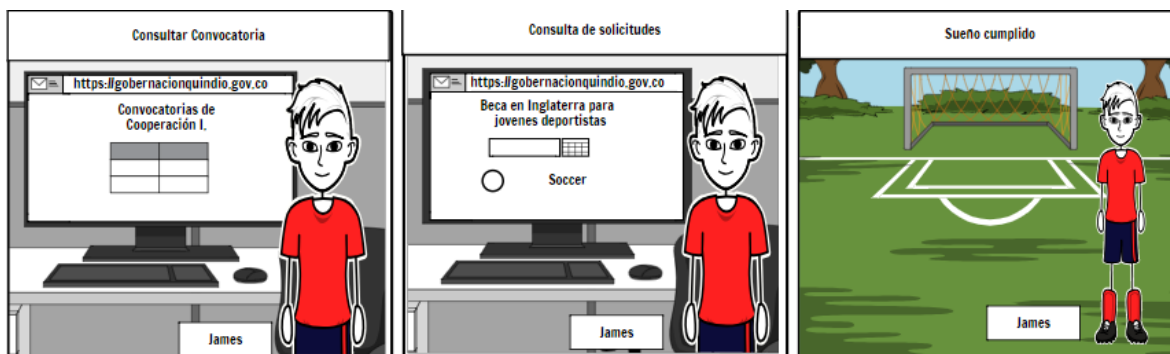 Consultar Convocatoria
https://gobernacionquindio.gov.co
Convocatorias de
Cooperación I.
James
Consulta de solicitudes
https://gobernacionquindio.gov.co
Beca en Inglaterra para
jovenes deportistas
Soccer
James
Sueño cumplido
James